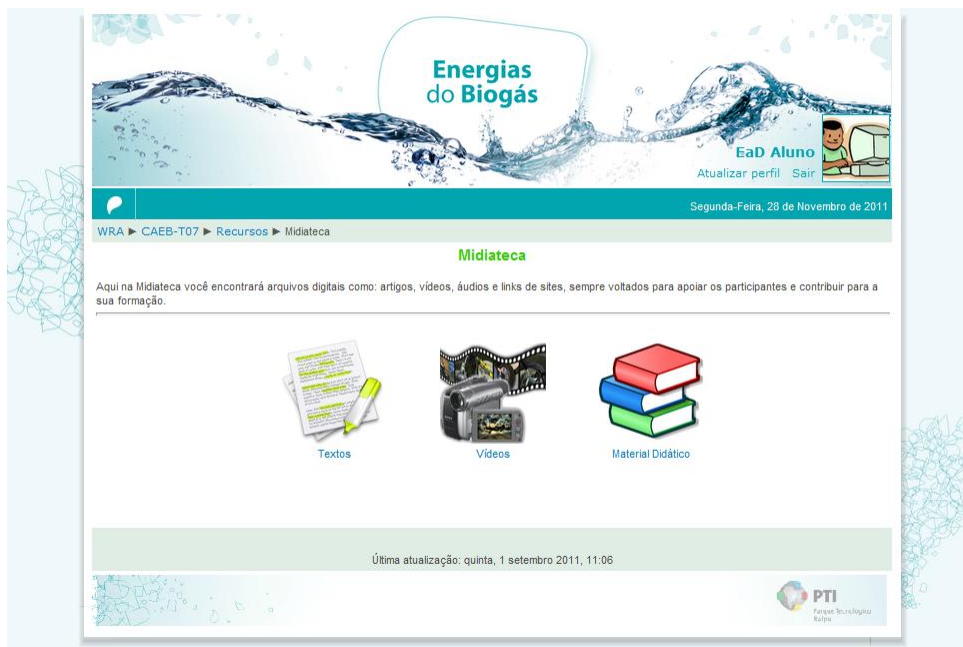 Energias
do Biogás
EaD Aluno
Atualizar perfil Sair
Segunda-Feira, 28 de Novembro de 2011
WRA ► CAEB-T07 ► Recursos ► Midiateca
Midiateca
Aqui na Midiateca você encontrará arquivos digitais como: artigos, vídeos, áudios e links de sites, sempre voltados para apoiar os participantes e contribuir para a
sua formação.
Textos
Vídeos
Material Didático
Última atualização: quinta, 1 setembro 2011, 11:06
PTI
Parque Tecnológico
Itaipu